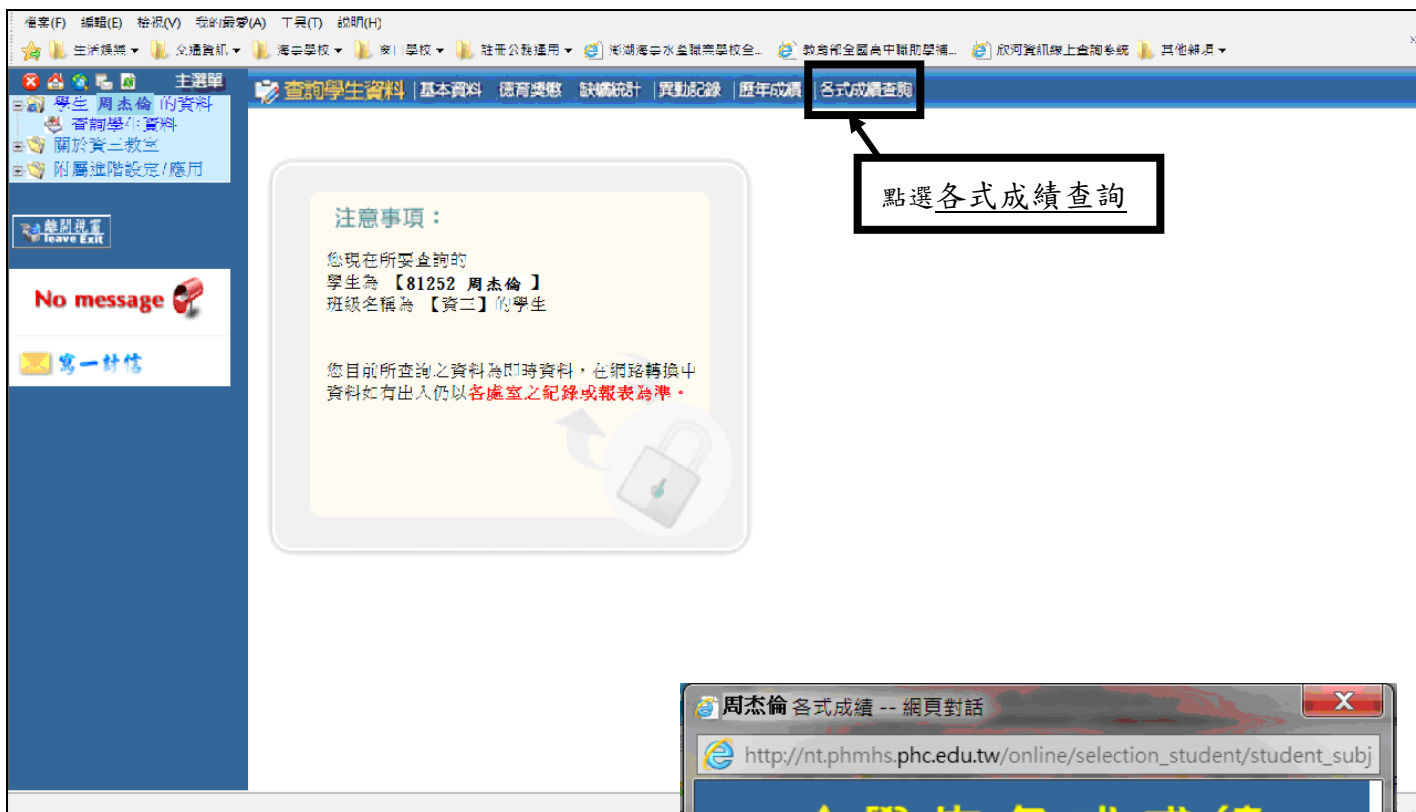 檔案(F) 編輯(E) 檢視(V) 我的最愛(A) 工具(T) 說明(H)
生活娛樂 交通資訊 海事學校 東口學校 註冊公務運用 澎湖海事水產職業學校全... 教育部全國高中職助學補... 欣河資訊線上查詢系統 其他雜項
主選單
學生 周杰倫 的資料
查詢學生資料
關於資三教室
附屬進階設定/應用
離開視窗
leave Exit
No message
寫一封信
查詢學生資料 | 基本資料 德育獎懲 缺曠統計 | 異動記錄 | 歷年成績 | 各式成績查詢
點選各式成績查詢
注意事項：
您現在所要查詢的
學生為 【81252 周杰倫 】
班級名稱為 【資三】的學生
您目前所查詢之資料為即時資料，在網路轉換中
資料如有出入仍以各處室之紀錄或報表為準。
周杰倫 各式成績 -- 網頁對話
X
http://nt.phmhs.phc.edu.tw/online/selection_student/student_subj